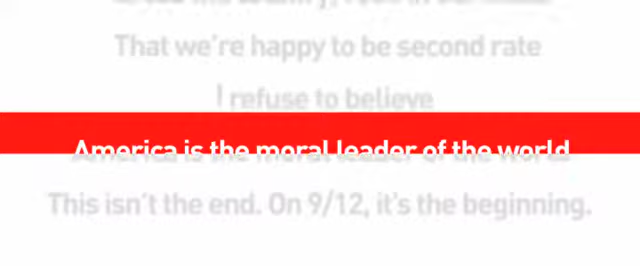 That we're happy to be second rate
I refuse to believe
America is the moral leader of the world
This isn't the end. On 9/12, it's the beginning.